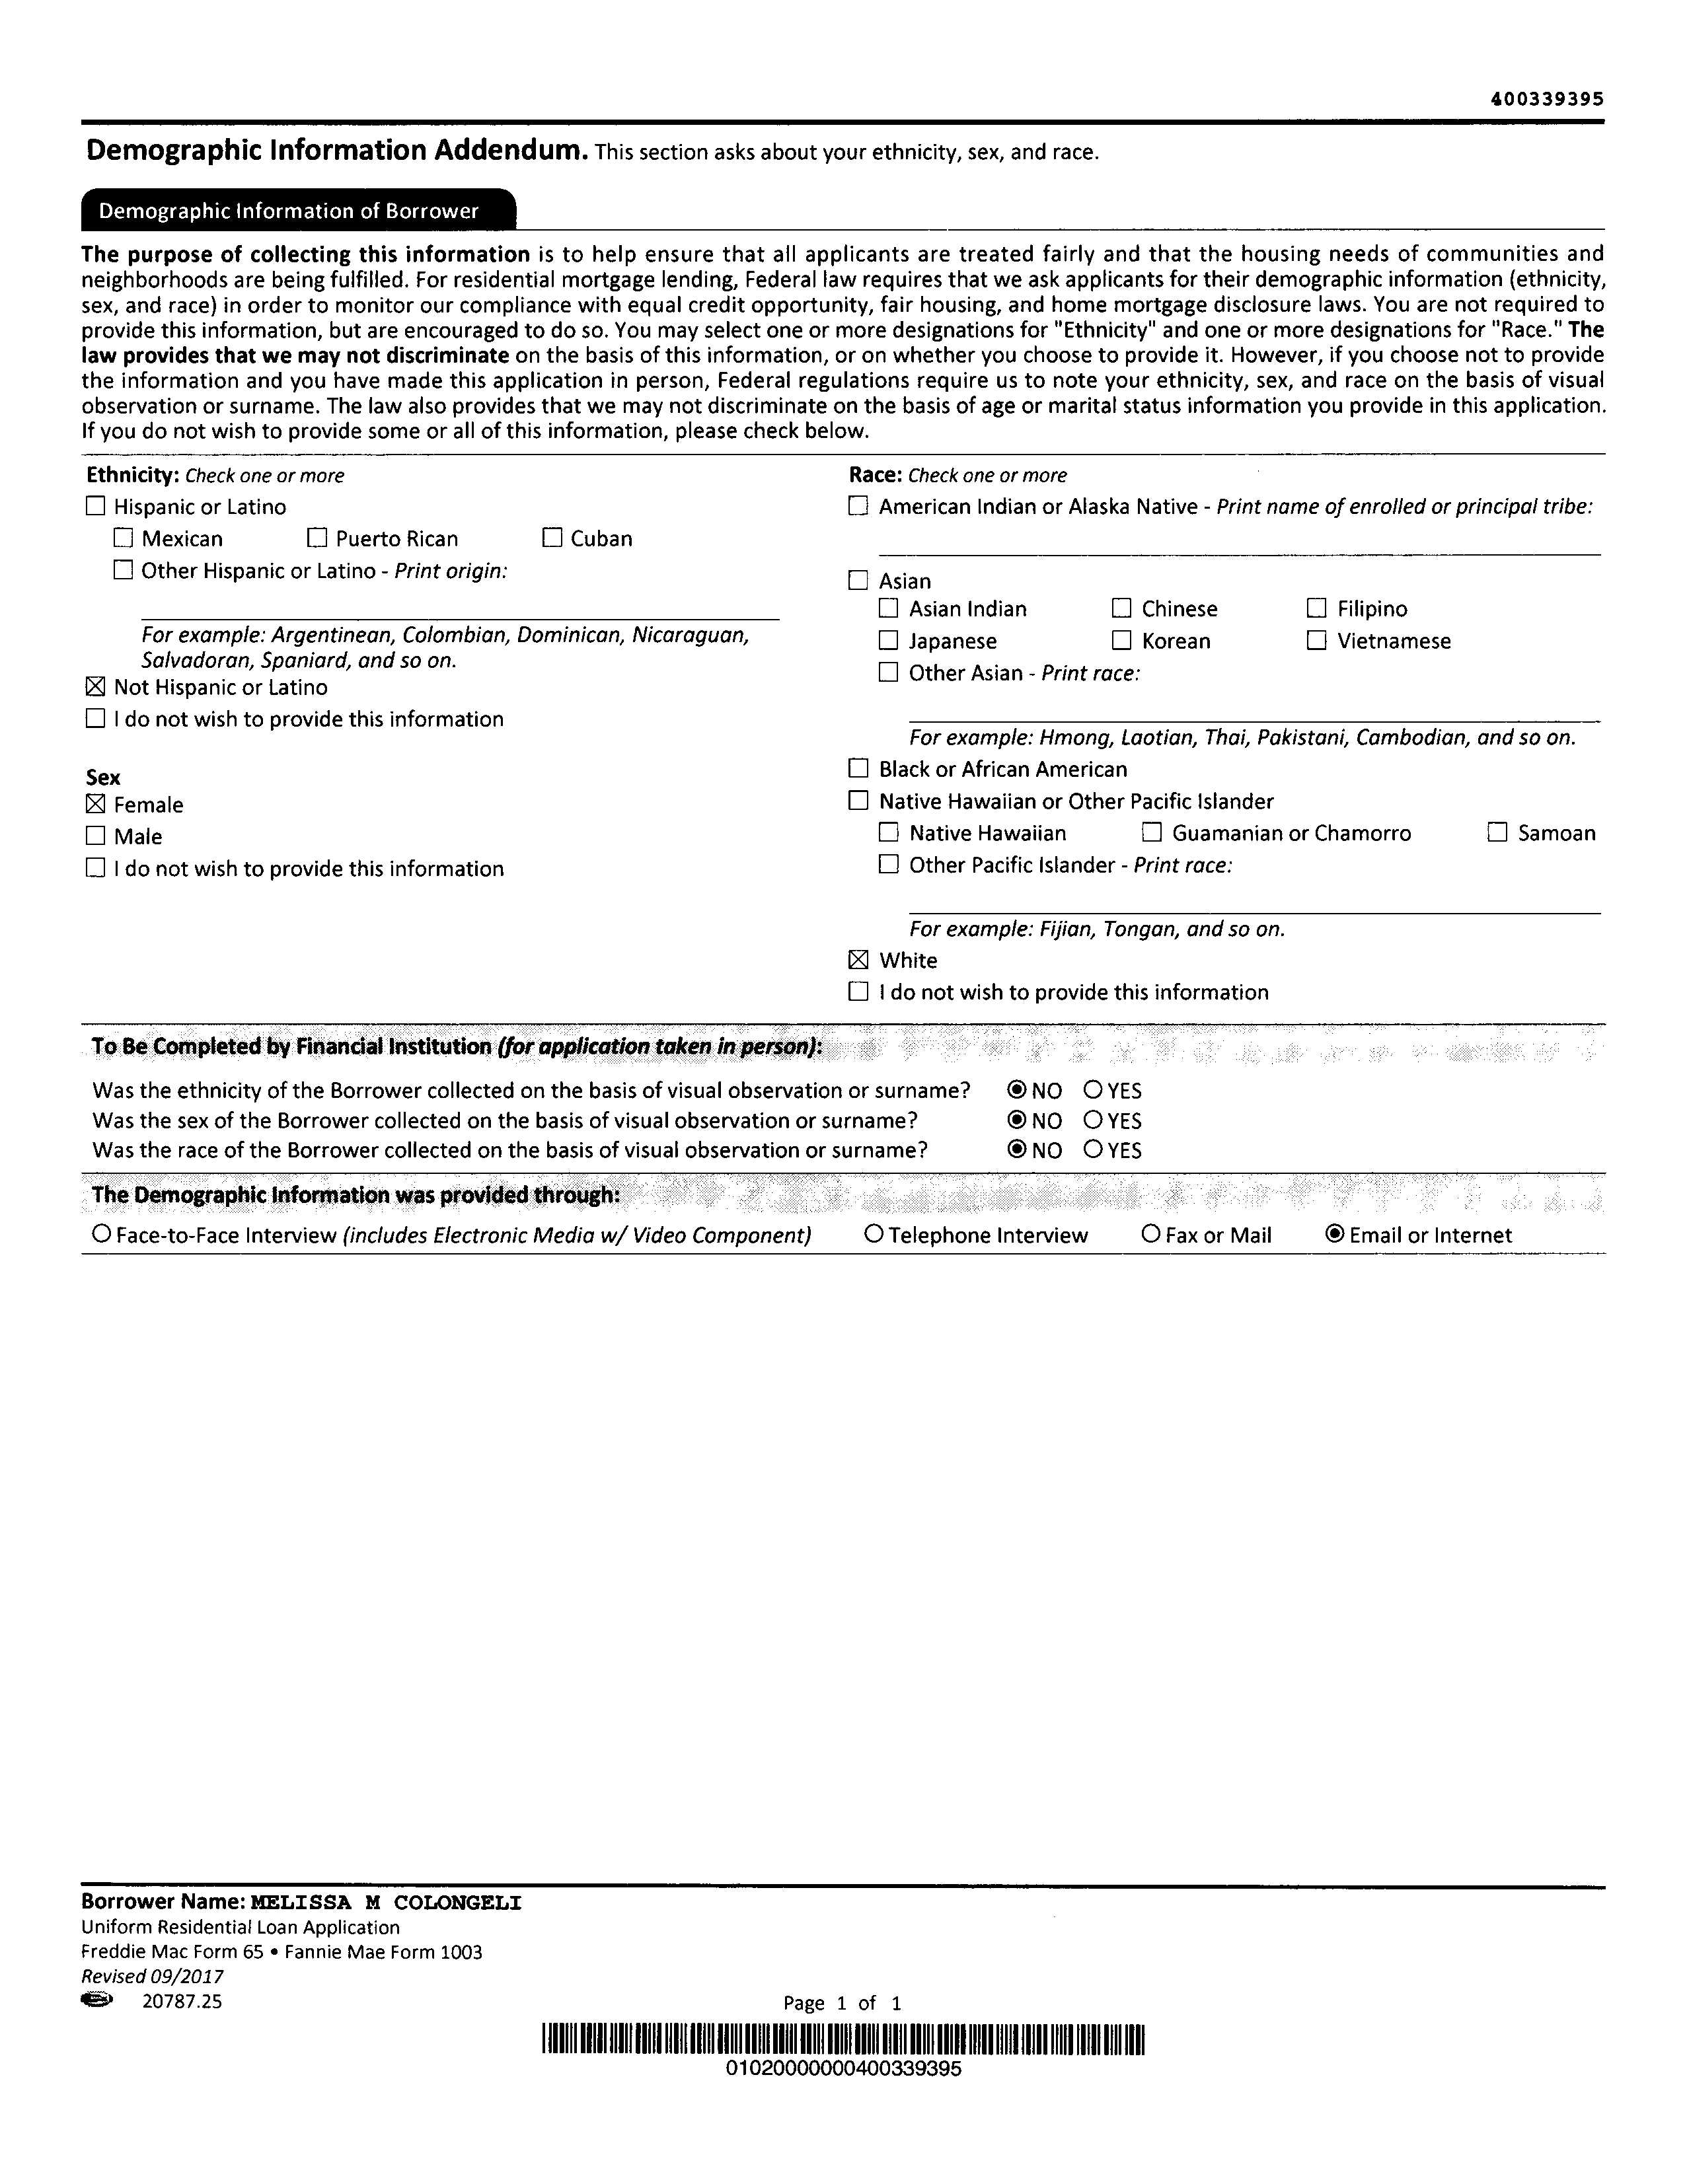 400339395
Demographic Information Addendum. This section asks about your ethnicity, sex, and race.
Demographic Information of Borrower
The purpose of collecting this information is to help ensure that all applicants are treated fairly and that the housing needs of communities and
neighborhoods are being fulfilled. For residential mortgage lending, Federal law requires that we ask applicants for their demographic information (ethnicity,
sex, and race) in order to monitor our compliance with equal credit opportunity, fair housing, and home mortgage disclosure laws. You are not required to
provide this information, but are encouraged to do so. You may select one or more designations for "Ethnicity" and one or more designations for "Race." The
law provides that we may not discriminate on the basis of this information, or on whether you choose to provide it. However, if you choose not to provide
the information and you have made this application in person, Federal regulations require us to note your ethnicity, sex, and race on the basis of visual
observation or surname. The law also provides that we may not discriminate on the basis of age or marital status information you provide in this application.
If you do not wish to provide some or all of this information, please check below.
Ethnicity: Check one or more
☐ Hispanic or Latino
☐ Mexican ☐ Puerto Rican ☐ Cuban
☐ Other Hispanic or Latino - Print origin:
For example: Argentinean, Colombian, Dominican, Nicaraguan,
Salvadoran, Spaniard, and so on.
☒ Not Hispanic or Latino
☐ I do not wish to provide this information
Sex
☒ Female
☐ Male
☐ I do not wish to provide this information
Race: Check one or more
☐ American Indian or Alaska Native - Print name of enrolled or principal tribe:
☐ Asian
☐ Asian Indian ☐ Chinese ☐ Filipino
☐ Japanese ☐ Korean ☐ Vietnamese
☐ Other Asian - Print race:
For example: Hmong, Laotian, Thai, Pakistani, Cambodian, and so on.
☐ Black or African American
☐ Native Hawaiian or Other Pacific Islander
☐ Native Hawaiian ☐ Guamanian or Chamorro ☐ Samoan
☐ Other Pacific Islander - Print race:
For example: Fijian, Tongan, and so on.
☒ White
☐ I do not wish to provide this information
To Be Completed by Financial Institution (for application taken in person):
Was the ethnicity of the Borrower collected on the basis of visual observation or surname? ◉ NO ○ YES
Was the sex of the Borrower collected on the basis of visual observation or surname? ◉ NO ○ YES
Was the race of the Borrower collected on the basis of visual observation or surname? ◉ NO ○ YES
The Demographic Information was provided through:
○ Face-to-Face Interview (includes Electronic Media w/ Video Component) ○ Telephone Interview ○ Fax or Mail ◉ Email or Internet
Borrower Name: MELISSA M COLONGELI
Uniform Residential Loan Application
Freddie Mac Form 65 • Fannie Mae Form 1003
Revised 09/2017
20787.25
Page 1 of 1
01020000000400339395